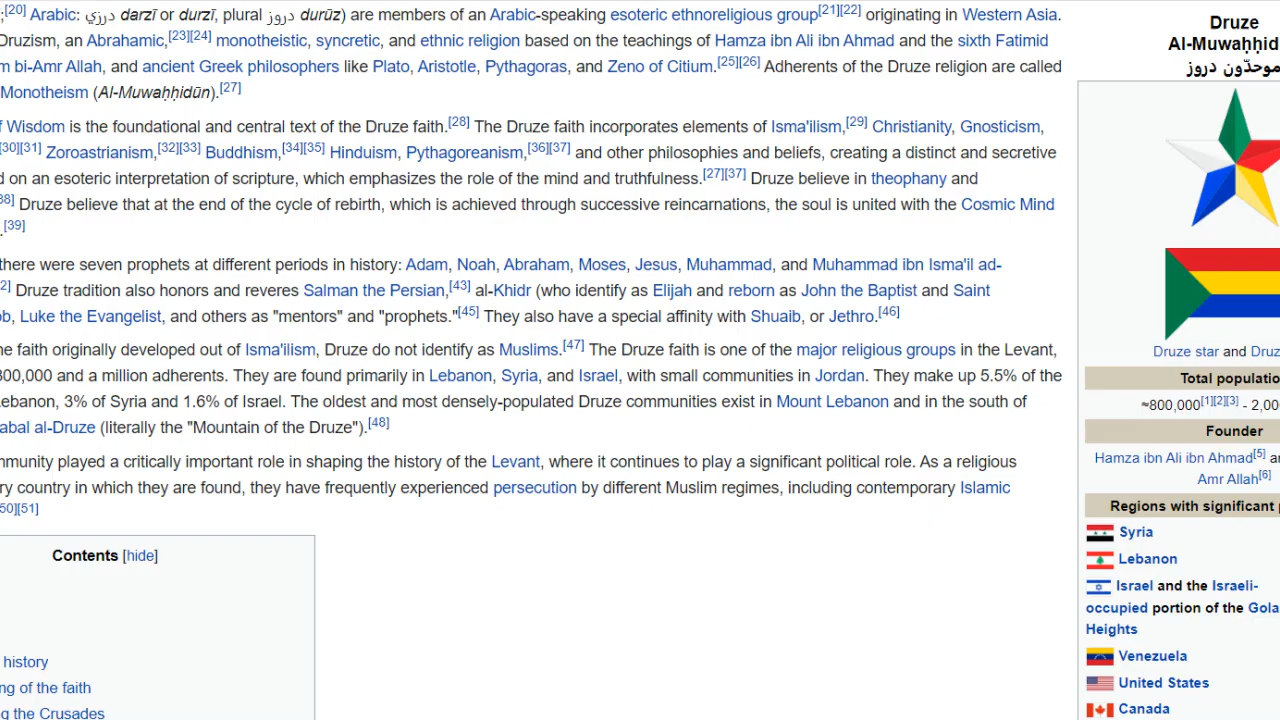 ;[20] Arabic: درزي darzī or durzī, plural دروز durūz) are members of an Arabic-speaking esoteric ethnoreligious group[21][22] originating in Western Asia.
Druzism, an Abrahamic,[23][24] monotheistic, syncretic, and ethnic religion based on the teachings of Hamza ibn Ali ibn Ahmad and the sixth Fatimid
m bi-Amr Allah, and ancient Greek philosophers like Plato, Aristotle, Pythagoras, and Zeno of Citium.[25][26] Adherents of the Druze religion are called
Monotheism (Al-Muwaḥḥidūn).[27]
f Wisdom is the foundational and central text of the Druze faith.[28] The Druze faith incorporates elements of Isma'ilism,[29] Christianity, Gnosticism,
[30][31] Zoroastrianism,[32][33] Buddhism,[34][35] Hinduism, Pythagoreanism,[36][37] and other philosophies and beliefs, creating a distinct and secretive
d on an esoteric interpretation of scripture, which emphasizes the role of the mind and truthfulness.[27][37] Druze believe in theophany and
38] Druze believe that at the end of the cycle of rebirth, which is achieved through successive reincarnations, the soul is united with the Cosmic Mind
.[39]
there were seven prophets at different periods in history: Adam, Noah, Abraham, Moses, Jesus, Muhammad, and Muhammad ibn Isma'il ad-
2] Druze tradition also honors and reveres Salman the Persian,[43] al-Khidr (who identify as Elijah and reborn as John the Baptist and Saint
b, Luke the Evangelist, and others as "mentors" and "prophets."[45] They also have a special affinity with Shuaib, or Jethro.[46]
he faith originally developed out of Isma'ilism, Druze do not identify as Muslims.[47] The Druze faith is one of the major religious groups in the Levant,
800,000 and a million adherents. They are found primarily in Lebanon, Syria, and Israel, with small communities in Jordan. They make up 5.5% of the
ebanon, 3% of Syria and 1.6% of Israel. The oldest and most densely-populated Druze communities exist in Mount Lebanon and in the south of
abal al-Druze (literally the "Mountain of the Druze").[48]
mmunity played a critically important role in shaping the history of the Levant, where it continues to play a significant political role. As a religious
ry country in which they are found, they have frequently experienced persecution by different Muslim regimes, including contemporary Islamic
50][51]
Contents [hide]
history
ng of the faith
g the Crusades
Druze
Al-Muwaḥḥid
موحدّون دروز
Druze star and Druz
Total populatio
≈800,000[1][2][3] - 2,00
Founder
Hamza ibn Ali ibn Ahmad[5] a
Amr Allah[6]
Regions with significant p
Syria
Lebanon
Israel and the Israeli-
occupied portion of the Gola
Heights
Venezuela
United States
Canada